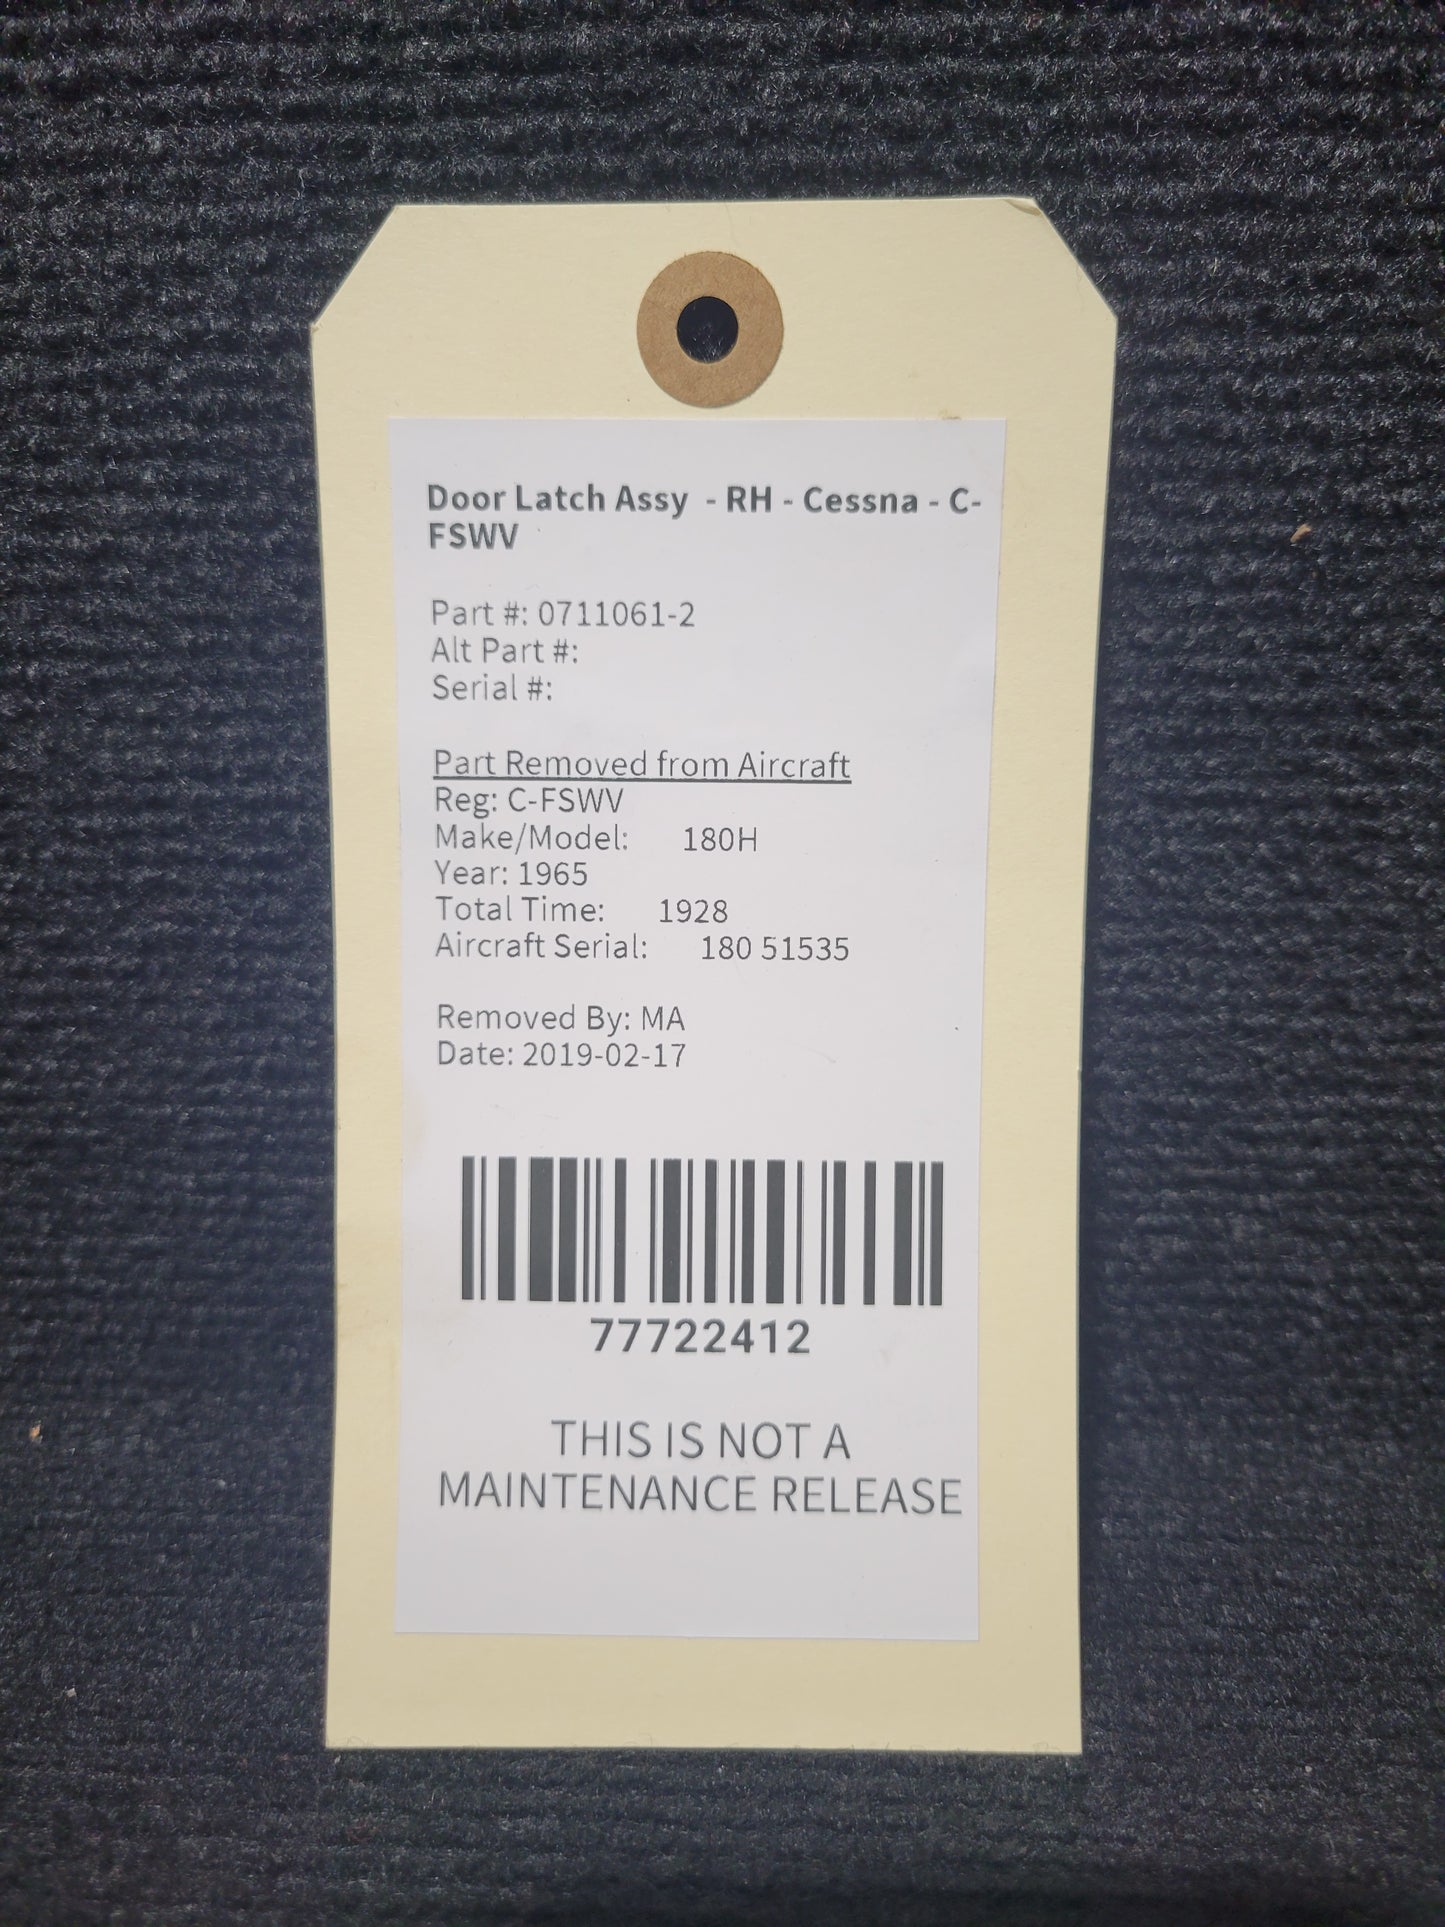 Door Latch Assy - RH - Cessna - C-
FSWV
Part #: 0711061-2
Alt Part #:
Serial #:
Part Removed from Aircraft
Reg: C-FSWV
Make/Model: 180H
Year: 1965
Total Time: 1928
Aircraft Serial: 180 51535
Removed By: MA
Date: 2019-02-17
77722412
THIS IS NOT A
MAINTENANCE RELEASE